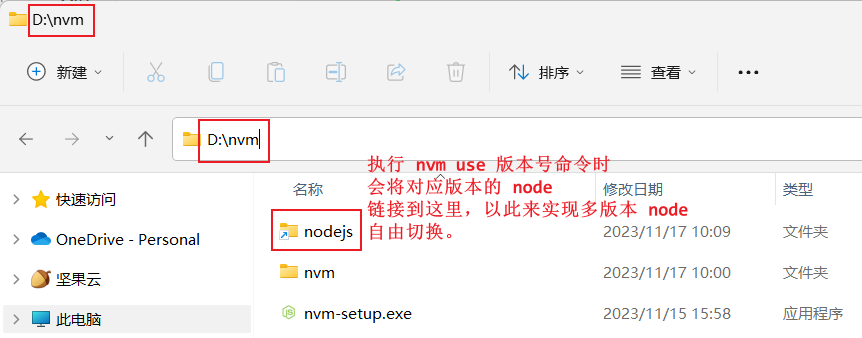 D:\nvm
新建
排序
查看
D:\nvm
执行 nvm use 版本号命令时
会将对应版本的 node
链接到这里，以此来实现多版本 node
自由切换。
名称
修改日期
类型
快速访问
OneDrive - Personal
坚果云
此电脑
nodejs
2023/11/17 10:09
文件夹
nvm
2023/11/17 10:00
文件夹
nvm-setup.exe
2023/11/15 15:58
应用程序